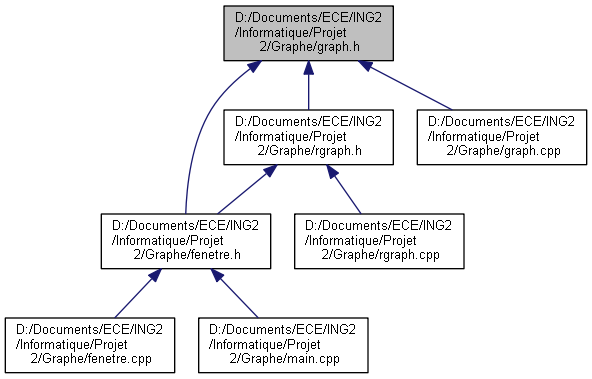 D:/Documents/ECE/ING2
/Informatique/Projet
2/Graphe/graph.h
D:/Documents/ECE/ING2
/Informatique/Projet
2/Graphe/rgraph.h
D:/Documents/ECE/ING2
/Informatique/Projet
2/Graphe/graph.cpp
D:/Documents/ECE/ING2
/Informatique/Projet
2/Graphe/fenetre.h
D:/Documents/ECE/ING2
/Informatique/Projet
2/Graphe/rgraph.cpp
D:/Documents/ECE/ING2
/Informatique/Projet
2/Graphe/fenetre.cpp
D:/Documents/ECE/ING2
/Informatique/Projet
2/Graphe/main.cpp